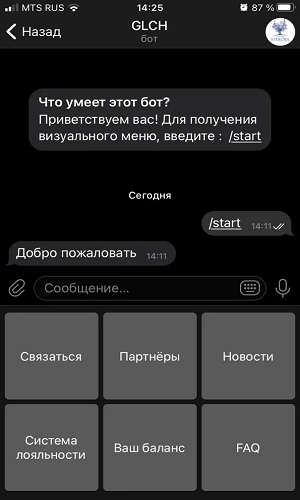 MTS RUS 14:25 87 %
Назад GLCH
бот
Что умеет этот бот?
Приветствуем вас! Для получения
визуального меню, введите : /start
Сегодня
/start 14:11
Добро пожаловать 14:11
Сообщение...
Связаться Партнёры Новости
Система
лояльности Ваш баланс FAQ